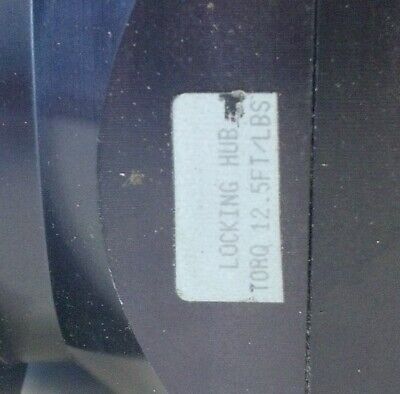 LOCKING HUB
TORQ 12.5FT/LBS